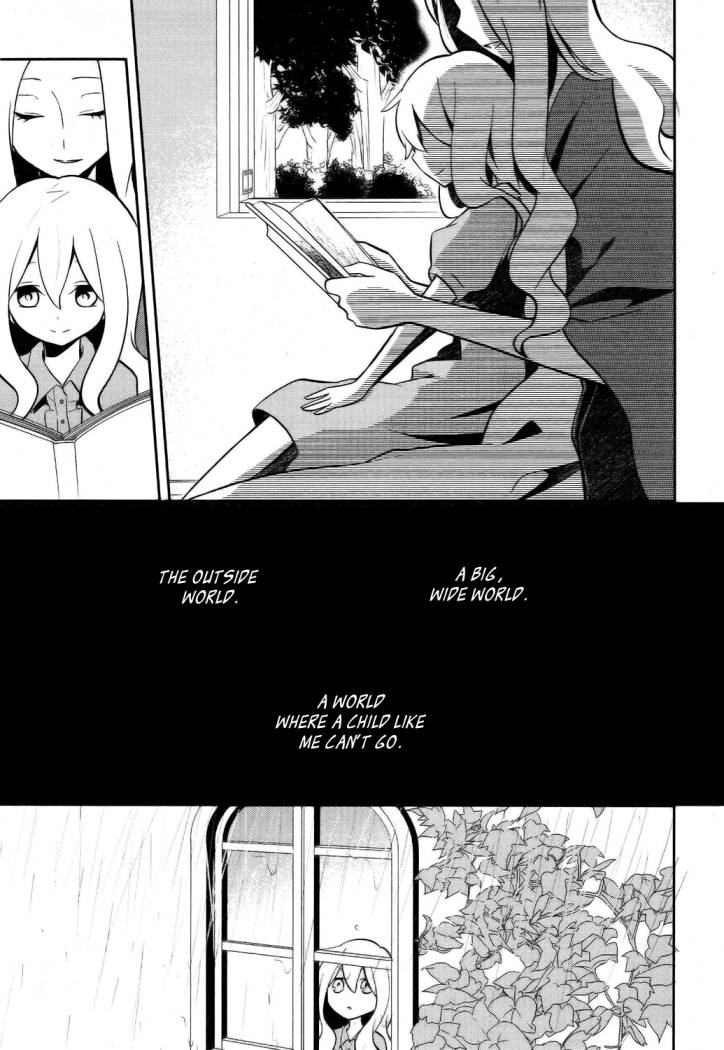 A BIG,
WIDE WORLD.
THE OUTSIDE
WORLD.
A WORLD
WHERE A CHILD LIKE
ME CAN'T GO.